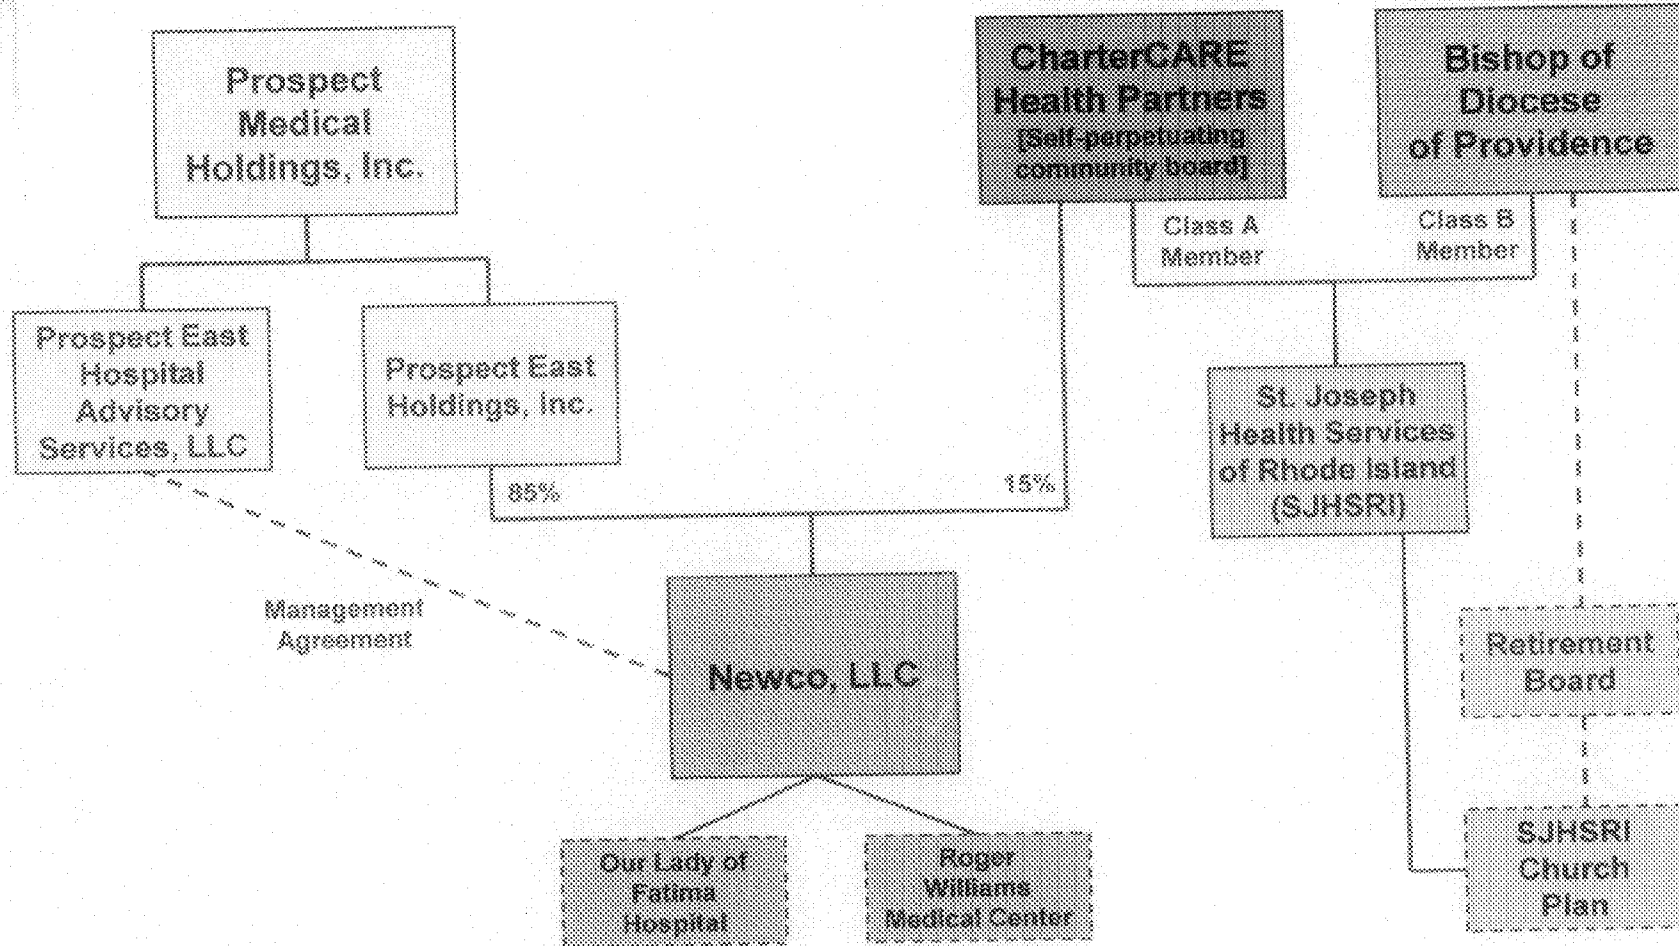 Prospect
Medical
Holdings, Inc.
CharterCARE
Health Partners
[Self-perpetuating
community board]
Bishop of
Diocese
of Providence
Class A
Member
Class B
Member
Prospect East
Hospital
Advisory
Services, LLC
Prospect East
Holdings, Inc.
St. Joseph
Health Services
of Rhode Island
(SJHSRI)
85%
15%
Management
Agreement
Newco, LLC
Retirement
Board
Our Lady of
Fatima
Hospital
Roger
Williams
Medical Center
SJHSRI
Church
Plan